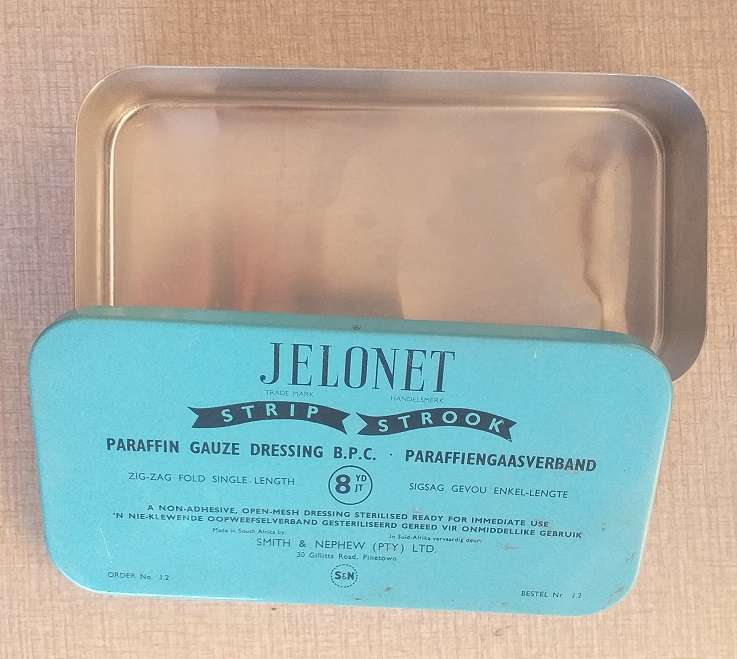 JELONET
TRADE MARK HANDELSMERK
STRIP STROOK
PARAFFIN GAUZE DRESSING B.P.C. · PARAFFIENGAASVERBAND
ZIG-ZAG FOLD SINGLE-LENGTH 8 YD JT SIGSAG GEVOU ENKEL-LENGTE
A NON-ADHESIVE, OPEN-MESH DRESSING STERILISED READY FOR IMMEDIATE USE
'N NIE-KLEWENDE OOPWEEFSELVERBAND GESTERILISEERD GEREED VIR ONMIDDELLIKE GEBRUIK
Made in South Africa by In Suid-Afrika vervaardig deur:
SMITH & NEPHEW (PTY) LTD.
30 Gillitts Road, Pinetown
S&N
ORDER No. J.2 BESTEL Nr. J.2